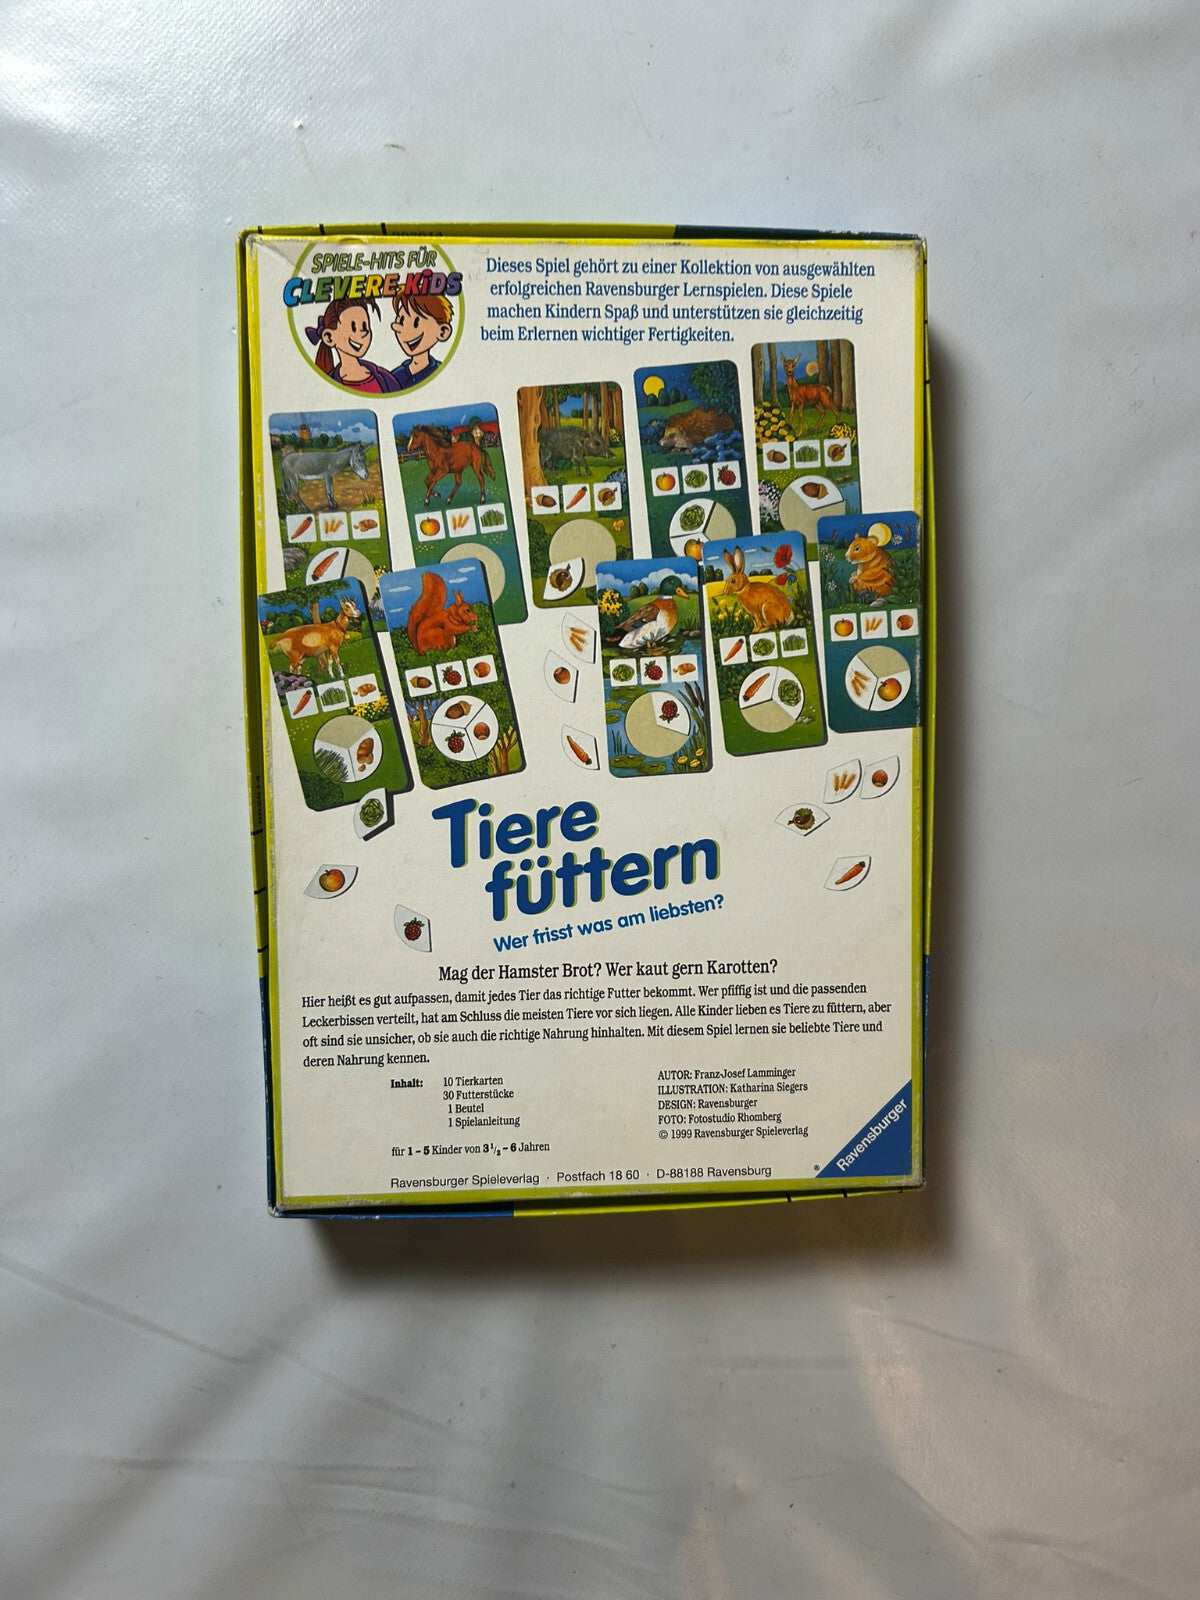 SPIELE-HITS FÜR
CLEVERE KIDS
Dieses Spiel gehört zu einer Kollektion von ausgewählten
erfolgreichen Ravensburger Lernspielen. Diese Spiele
machen Kindern Spaß und unterstützen sie gleichzeitig
beim Erlernen wichtiger Fertigkeiten.
Tiere
füttern
Wer frisst was am liebsten?
Mag der Hamster Brot? Wer kaut gern Karotten?
Hier heißt es gut aufpassen, damit jedes Tier das richtige Futter bekommt. Wer pfiffig ist und die passenden
Leckerbissen verteilt, hat am Schluss die meisten Tiere vor sich liegen. Alle Kinder lieben es Tiere zu füttern, aber
oft sind sie unsicher, ob sie auch die richtige Nahrung hinhalten. Mit diesem Spiel lernen sie beliebte Tiere und
deren Nahrung kennen.
Inhalt: 10 Tierkarten
30 Futterstücke
1 Beutel
1 Spielanleitung
für 1 – 5 Kinder von 3 1/2 – 6 Jahren
AUTOR: Franz-Josef Lamminger
ILLUSTRATION: Katharina Siegers
DESIGN: Ravensburger
FOTO: Fotostudio Rhomberg
© 1999 Ravensburger Spieleverlag
Ravensburger Spieleverlag · Postfach 18 60 · D-88188 Ravensburg
® Ravensburger